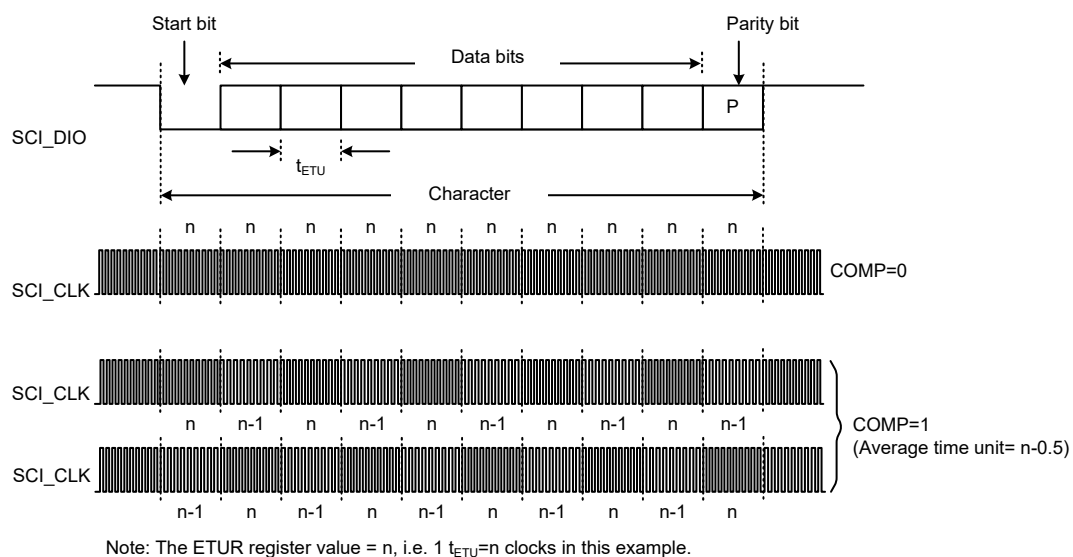 Start bit
Parity bit
Data bits
P
SCI_DIO
tETU
Character
n n n n n n n n n n
SCI_CLK
COMP=0
SCI_CLK
n n-1 n n-1 n n-1 n n-1 n n-1
COMP=1
(Average time unit= n-0.5)
SCI_CLK
n-1 n n-1 n n-1 n n-1 n n-1 n
Note: The ETUR register value = n, i.e. 1 tETU=n clocks in this example.